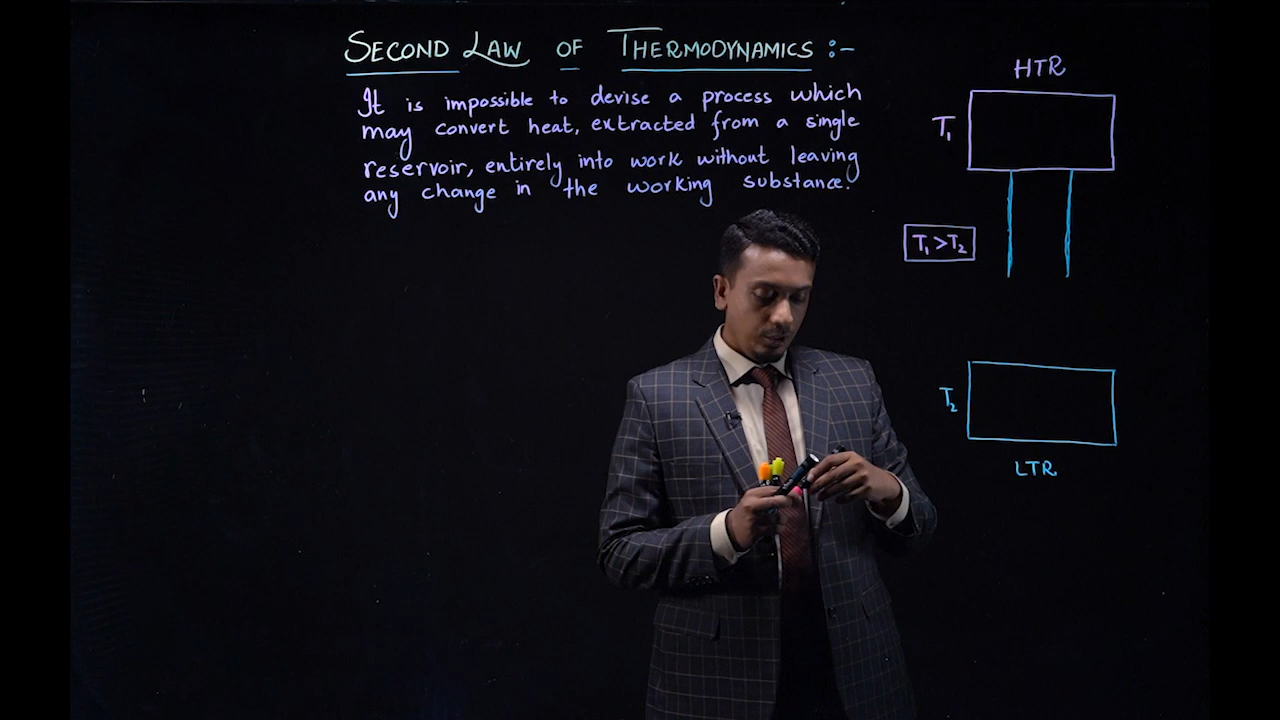 SECOND LAW OF THERMODYNAMICS :-
It is impossible to devise a process which
may convert heat, extracted from a single
reservoir, entirely into work without leaving
any change in the working substance.
HTR
T₁
T₁ > T₂
T₂
LTR